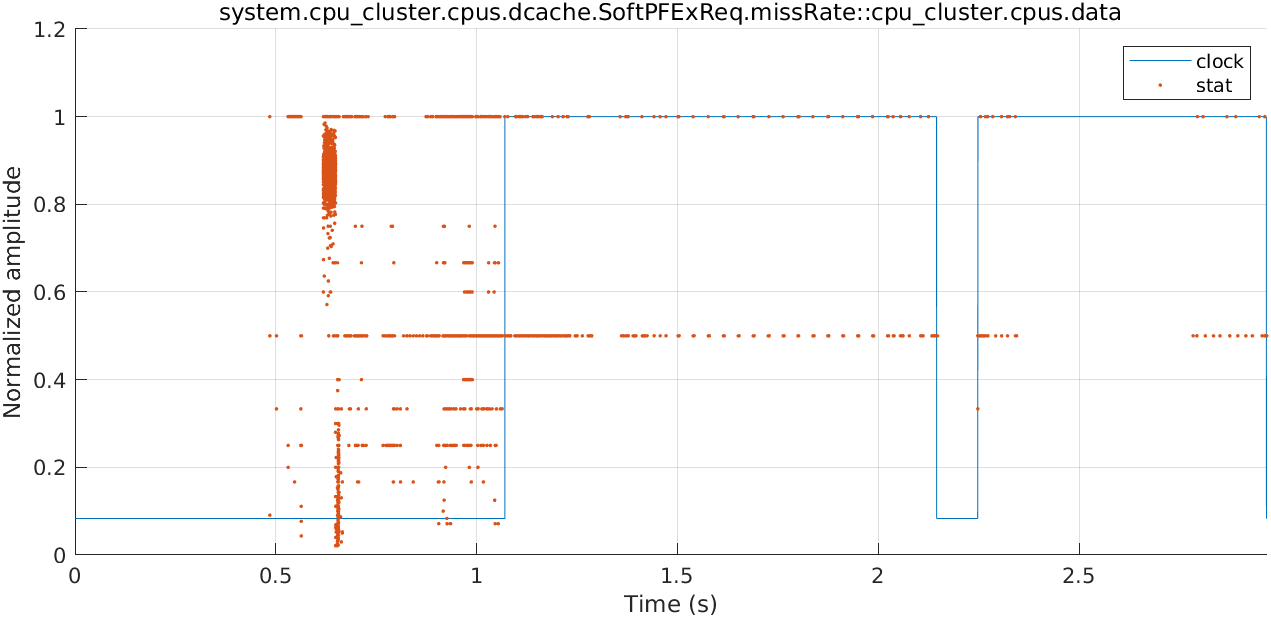 system.cpu_cluster.cpus.dcache.SoftPFExReq.missRate::cpu_cluster.cpus.data
1.2
1
0.8
0.6
0.4
0.2
0
Normalized amplitude
clock
stat
0 0.5 1 1.5 2 2.5
Time (s)